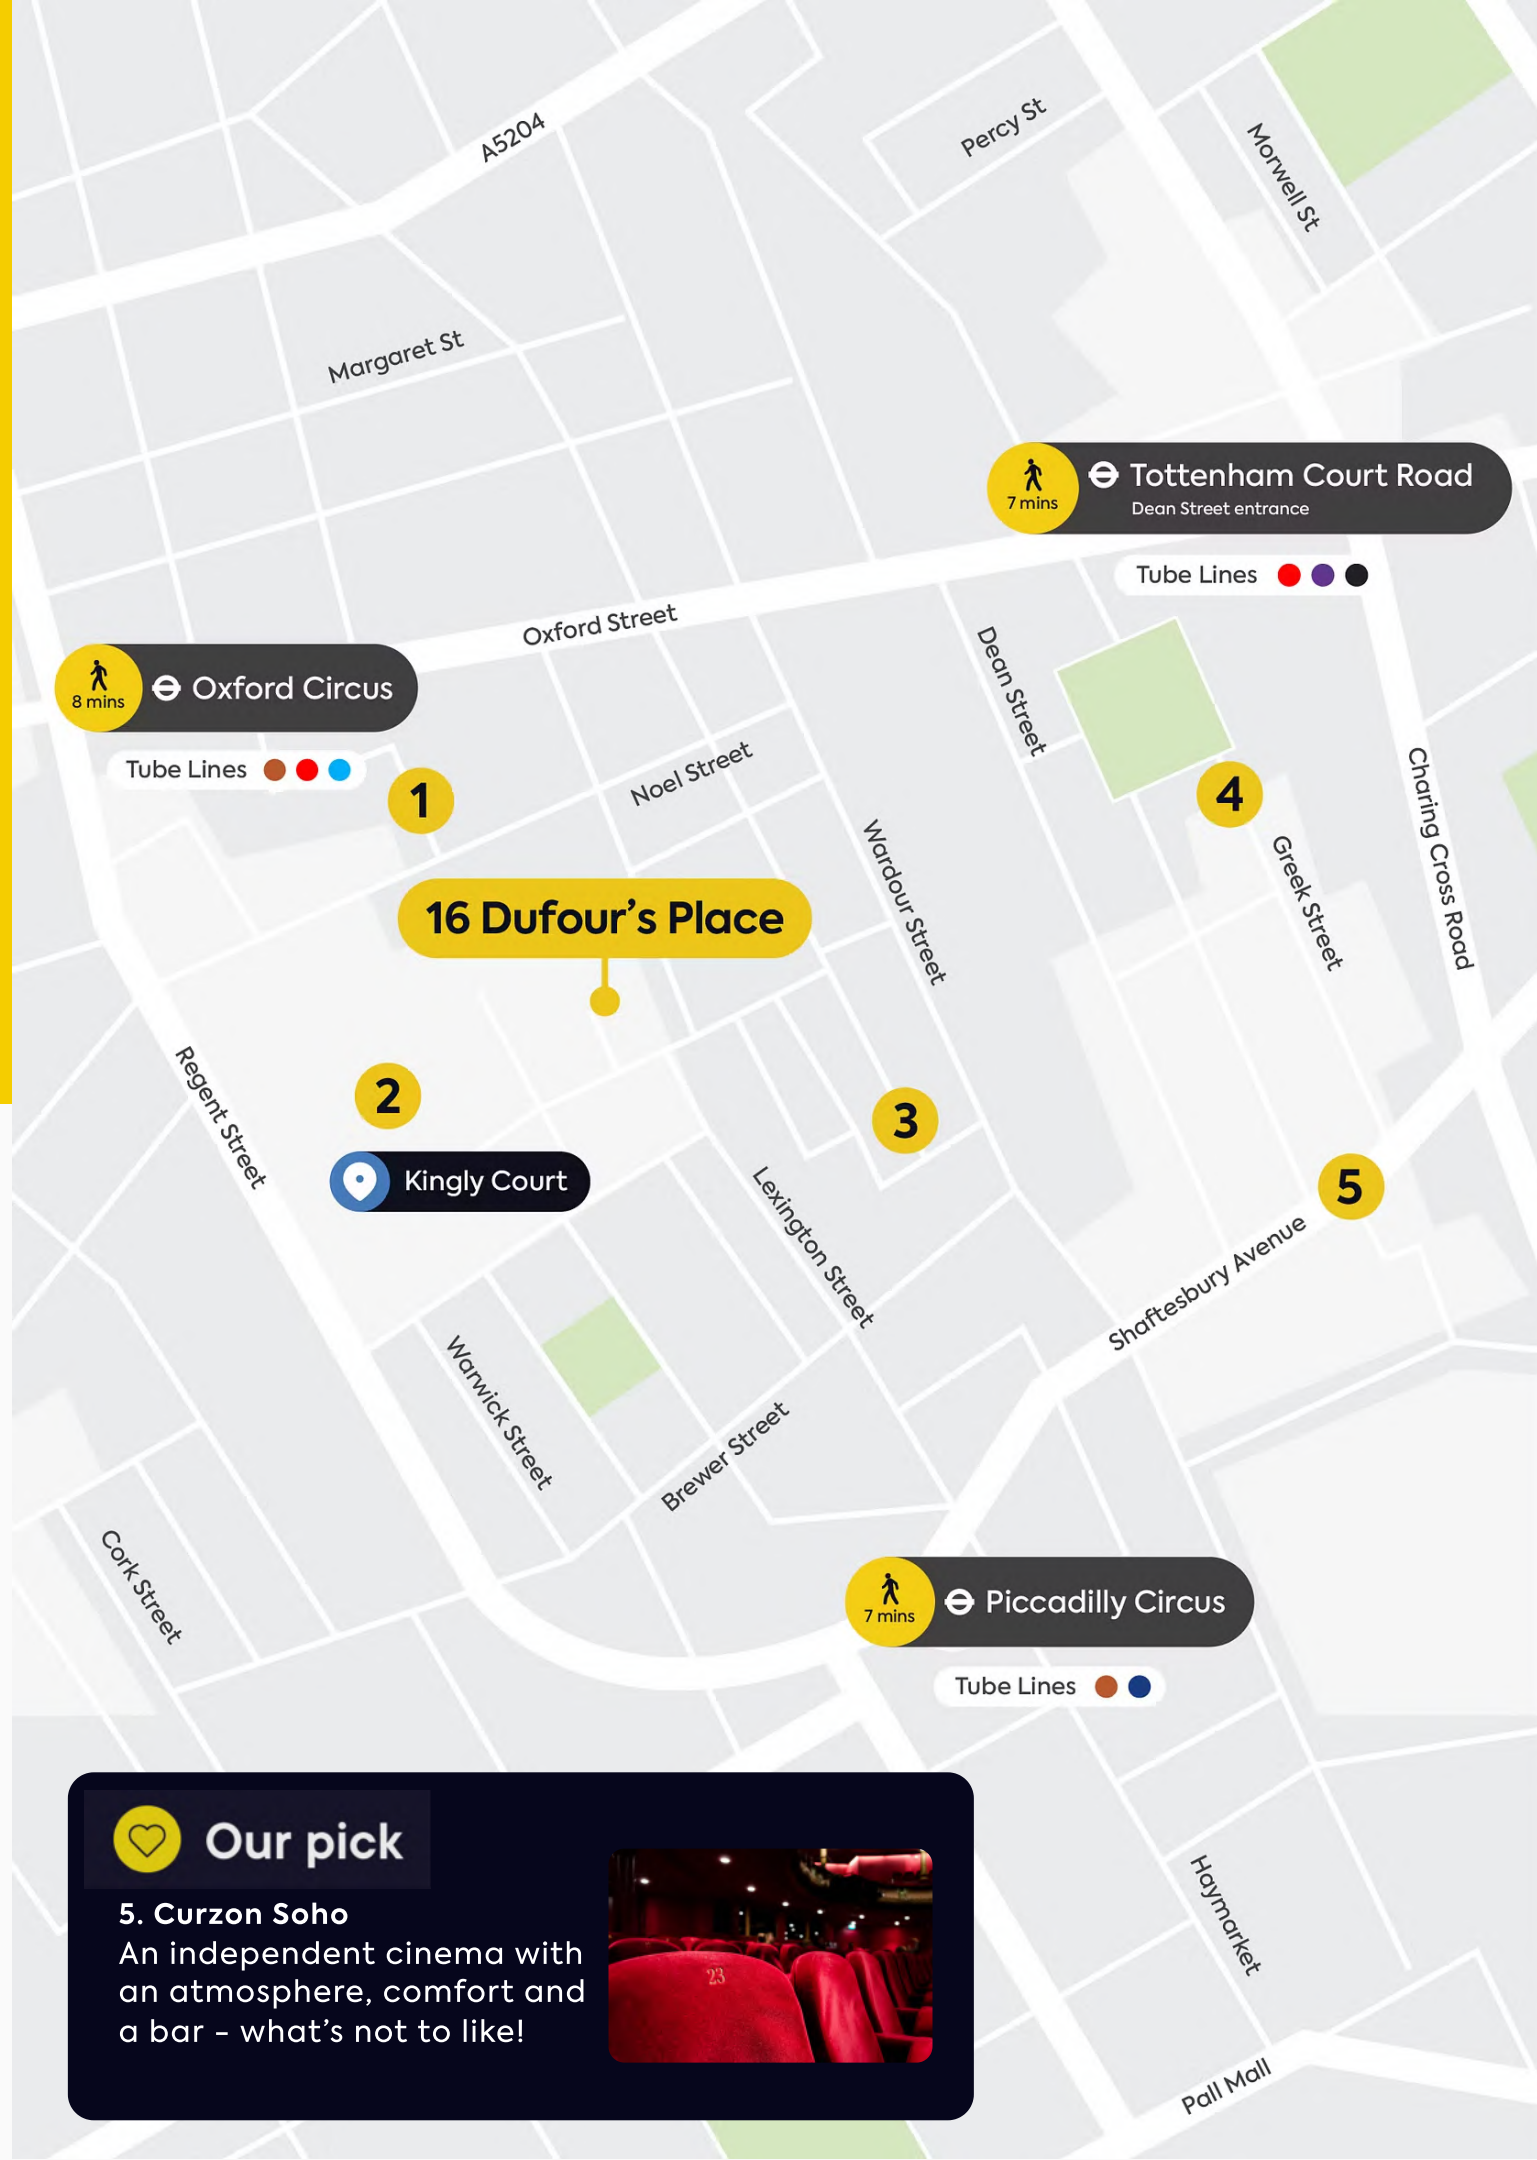 A5204
Percy St
Morwell St
Margaret St
Tottenham Court Road
7 mins
Dean Street entrance
Tube Lines
Oxford Street
Dean Street
Oxford Circus
8 mins
Tube Lines
1
Noel Street
4
Charing Cross Road
Wardour Street
Greek Street
16 Dufour’s Place
Regent Street
2
3
Kingly Court
5
Lexington Street
Shaftesbury Avenue
Warwick Street
Brewer Street
Cork Street
Piccadilly Circus
7 mins
Tube Lines
Our pick
5. Curzon Soho
An independent cinema with
an atmosphere, comfort and
a bar - what’s not to like!
23
Haymarket
Pall Mall